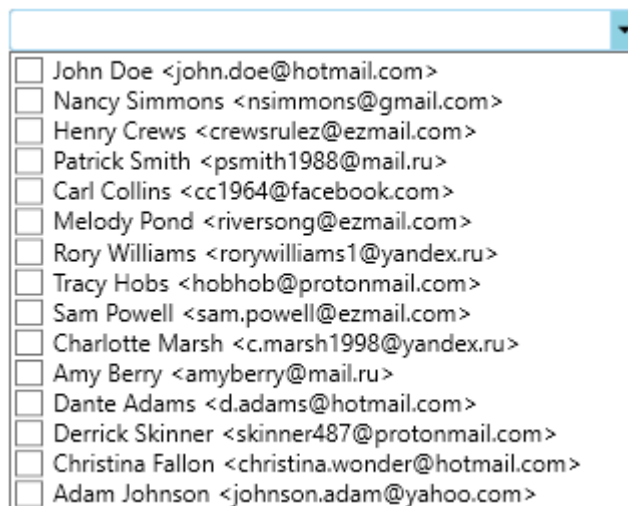 John Doe <john.doe@hotmail.com>
Nancy Simmons <nsimmons@gmail.com>
Henry Crews <crewsrulez@ezmail.com>
Patrick Smith <psmith1988@mail.ru>
Carl Collins <cc1964@facebook.com>
Melody Pond <riversong@ezmail.com>
Rory Williams <rorywilliams1@yandex.ru>
Tracy Hobs <hobhob@protonmail.com>
Sam Powell <sam.powell@ezmail.com>
Charlotte Marsh <c.marsh1998@yandex.ru>
Amy Berry <amyberry@mail.ru>
Dante Adams <d.adams@hotmail.com>
Derrick Skinner <skinner487@protonmail.com>
Christina Fallon <christina.wonder@hotmail.com>
Adam Johnson <johnson.adam@yahoo.com>